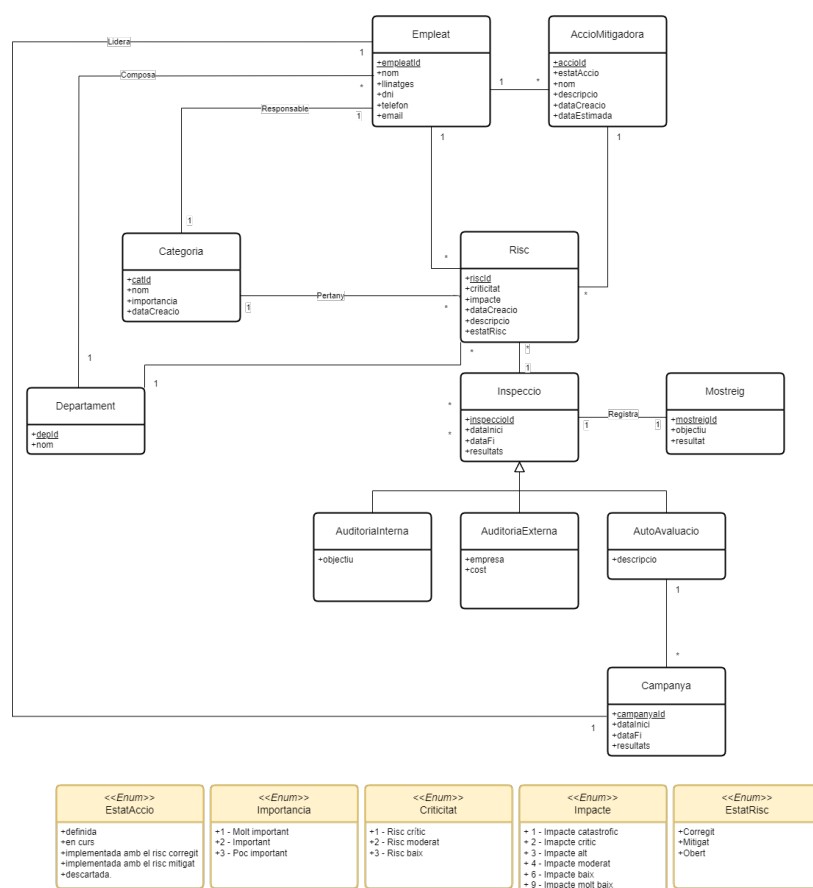 Empleat
+empleatId
+nom
+llinatges
+dni
+telefon
+email
AccioMitigadora
+accioId
+estatAccio
+nom
+descripcio
+dataCreacio
+dataEstimada
Lidera
1
Composa
*
Responsable
1
1
*
1
1
1
Categoria
+catId
+nom
+importancia
+dataCreacio
Risc
+riscId
+criticitat
+impacte
+dataCreacio
+descripcio
+estatRisc
*
*
Pertany
1
*
1
1
*
*
1
Departament
+depId
+nom
Inspeccio
+inspeccioId
+dataInici
+dataFi
+resultats
*
*
Registra
1
1
Mostreig
+mostreigId
+objectiu
+resultat
AuditoriaInterna
+objectiu
AuditoriaExterna
+empresa
+cost
AutoAvaluacio
+descripcio
1
*
Campanya
+campanyaId
+dataInici
+dataFi
+resultats
1
<<Enum>>
EstatAccio
+definida
+en curs
+implementada amb el risc corregit
+implementada amb el risc mitigat
+descartada.
<<Enum>>
Importancia
+1 - Molt important
+2 - Important
+3 - Poc important
<<Enum>>
Criticitat
+1 - Risc crític
+2 - Risc moderat
+3 - Risc baix
<<Enum>>
Impacte
+ 1 - Impacte catastrofic
+ 2 - Impacte critic
+ 3 - Impacte alt
+ 4 - Impacte moderat
+ 6 - Impacte baix
+ 9 - Impacte molt baix
<<Enum>>
EstatRisc
+Corregit
+Mitigat
+Obert